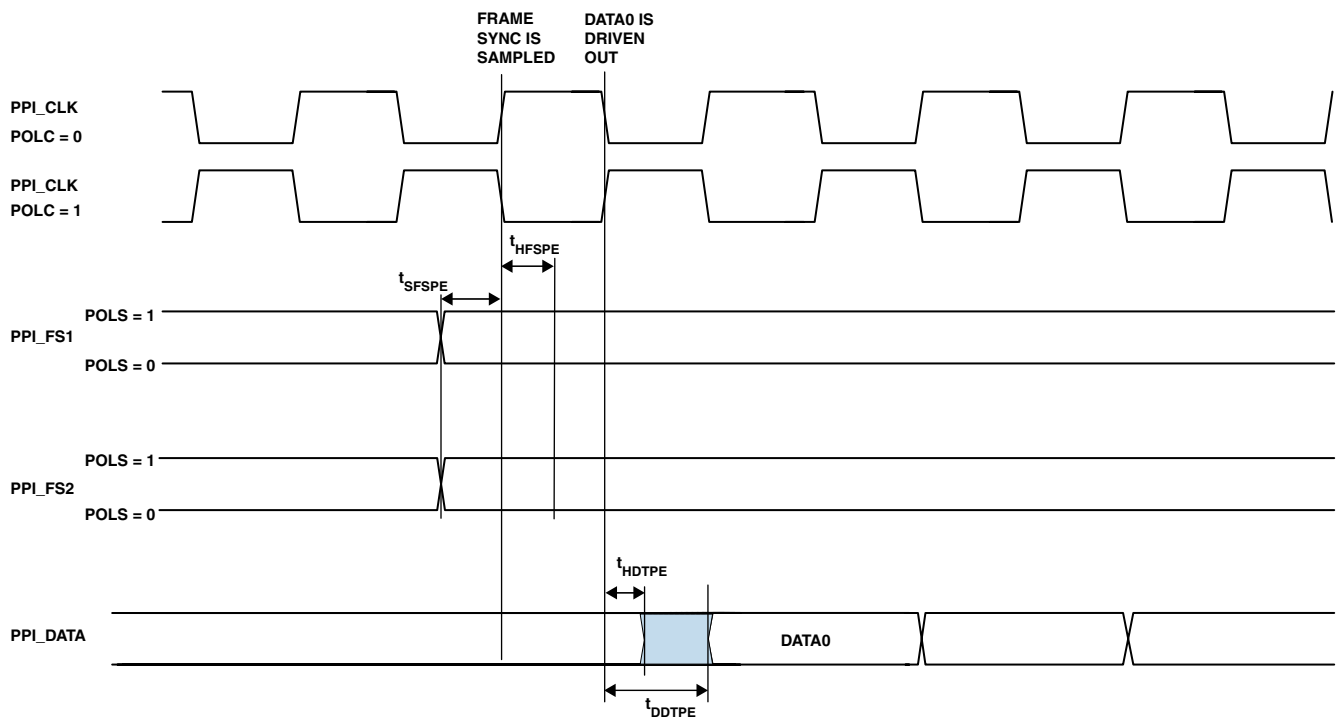 FRAME
SYNC IS
SAMPLED
DATA0 IS
DRIVEN
OUT
PPI_CLK
POLC = 0
PPI_CLK
POLC = 1
tHFSPE
tSFSPE
POLS = 1
PPI_FS1
POLS = 0
POLS = 1
PPI_FS2
POLS = 0
tHDTPE
PPI_DATA
DATA0
tDDTPE